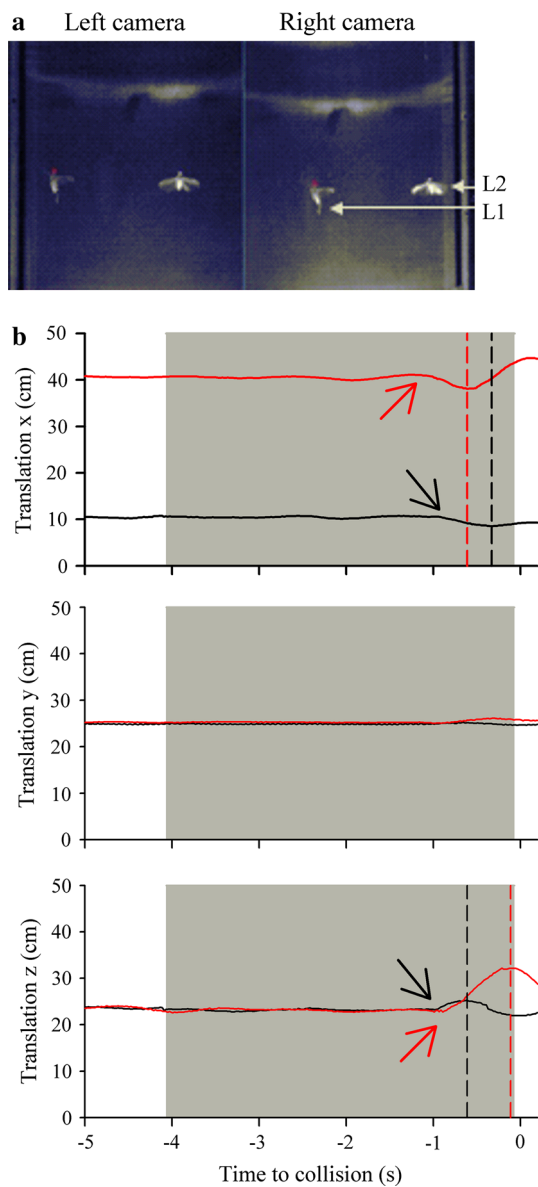 a
Left camera
Right camera
L2
L1
b
Translation x (cm)
50
40
30
20
10
0
Translation y (cm)
50
40
30
20
10
0
Translation z (cm)
50
40
30
20
10
0
-5
-4
-3
-2
-1
0
Time to collision (s)